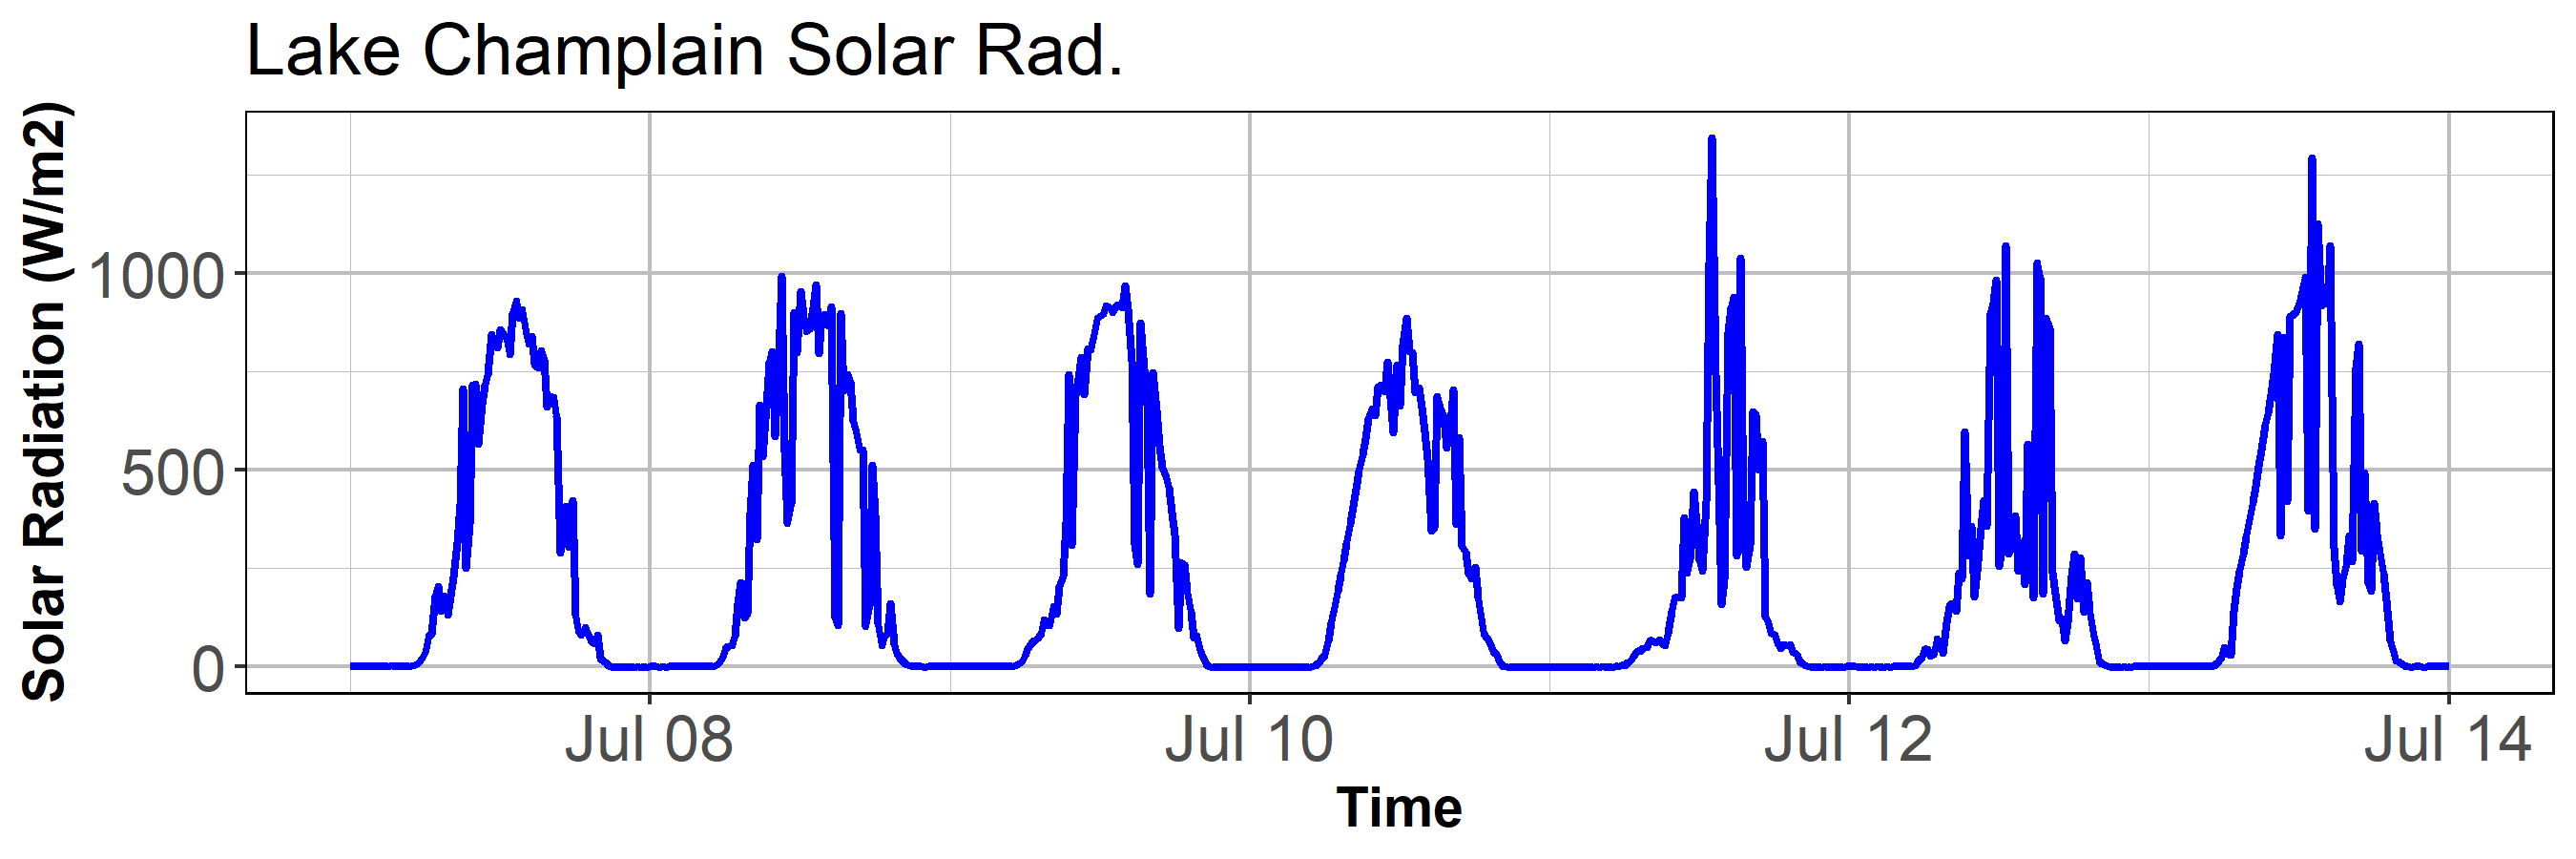 Lake Champlain Solar Rad.
Solar Radiation (W/m2)
1000
500
0
Jul 08
Jul 10
Jul 12
Jul 14
Time